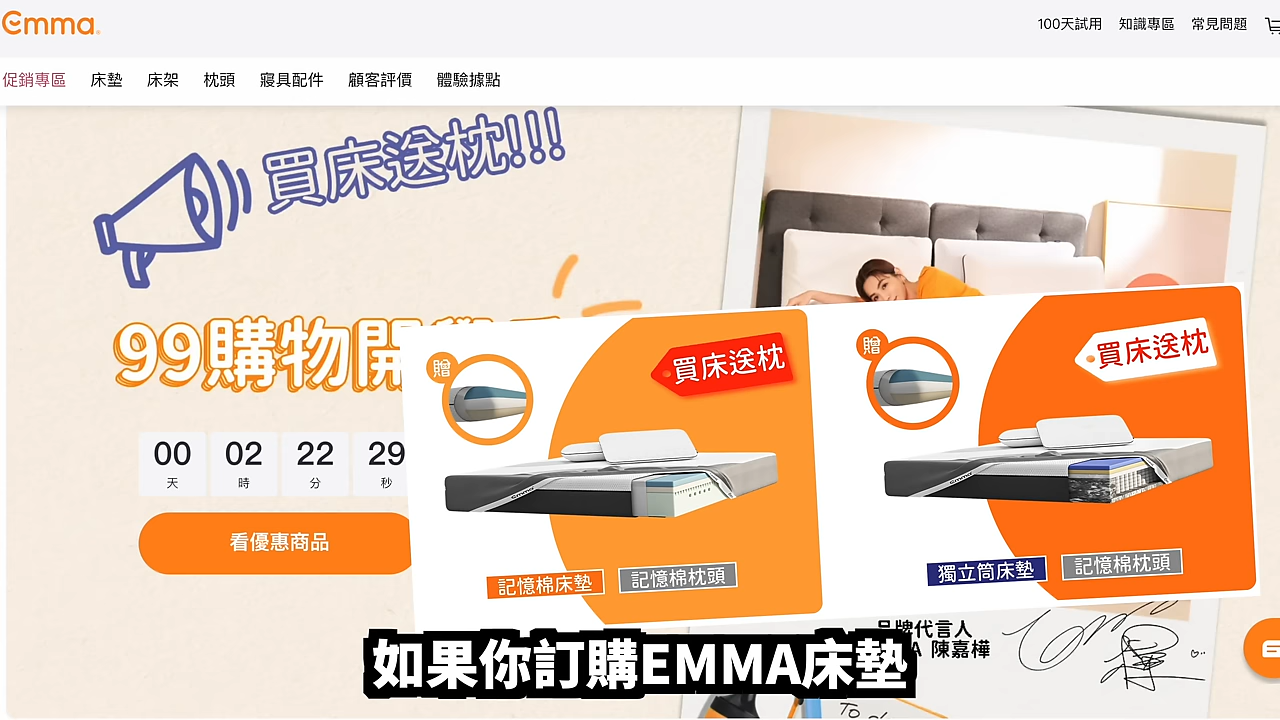 Emma
100天試用 知識專區 常見問題
促銷專區 床墊 床架 枕頭 寢具配件 顧客評價 體驗據點
買床送枕!!!
99購物開
00 02 22 29
天 時 分 秒
看優惠商品
贈
買床送枕
記憶棉床墊 記憶棉枕頭
贈
買床送枕
獨立筒床墊 記憶棉枕頭
品牌代言人
陳嘉樺
To
如果你訂購EMMA床墊